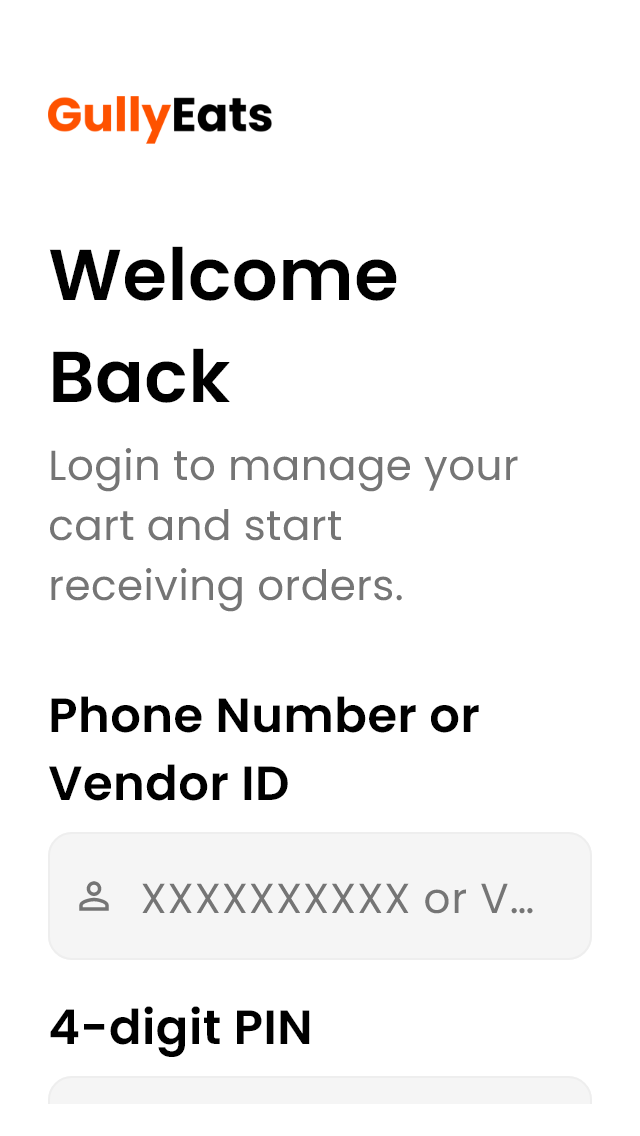 GullyEats
Welcome
Back
Login to manage your
cart and start
receiving orders.
Phone Number or
Vendor ID
XXXXXXXXXX or V...
4-digit PIN